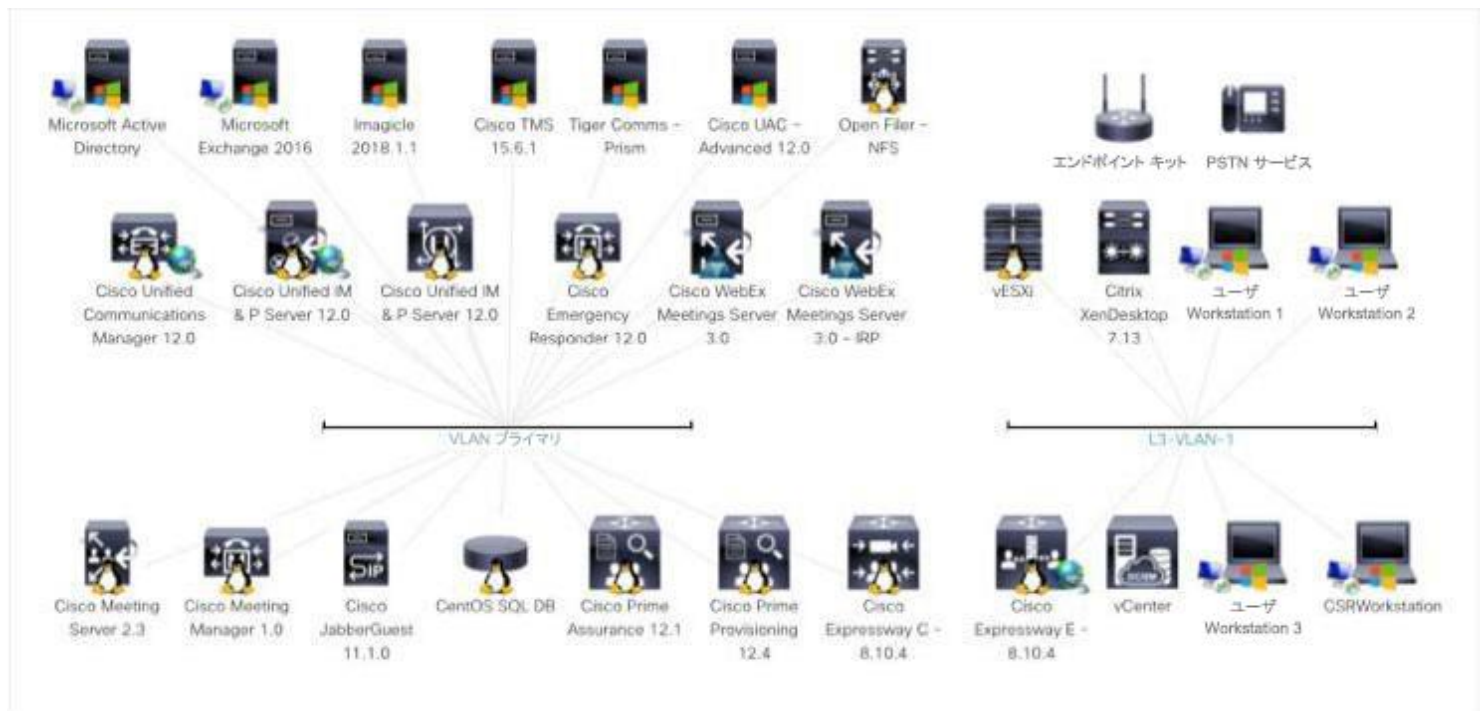 Microsoft Active
Directory
Microsoft
Exchange 2016
Imagicle
2018.1.1
Cisco TMS
15.6.1
Tiger Comms -
Prism
Cisco UAC -
Advanced 12.0
Open Filer -
NFS
エンドポイント キット
PSTN サービス
Cisco Unified
Communications
Manager 12.0
Cisco Unified IM
& P Server 12.0
Cisco Unified IM
& P Server 12.0
Cisco
Emergency
Responder 12.0
Cisco WebEx
Meetings Server
3.0
Cisco WebEx
Meetings Server
3.0 - IRP
vESXi
Citrix
XenDesktop
7.13
ユーザ
Workstation 1
ユーザ
Workstation 2
VLAN プライマリ
L3-VLAN-1
SIP
Cisco Meeting
Server 2.3
Cisco Meeting
Manager 1.0
Cisco
JabberGuest
11.1.0
CentOS SQL DB
Cisco Prime
Assurance 12.1
Cisco Prime
Provisioning
12.4
Cisco
Expressway C -
8.10.4
Cisco
Expressway E -
8.10.4
vCenter
ユーザ
Workstation 3
CSRWorkstation